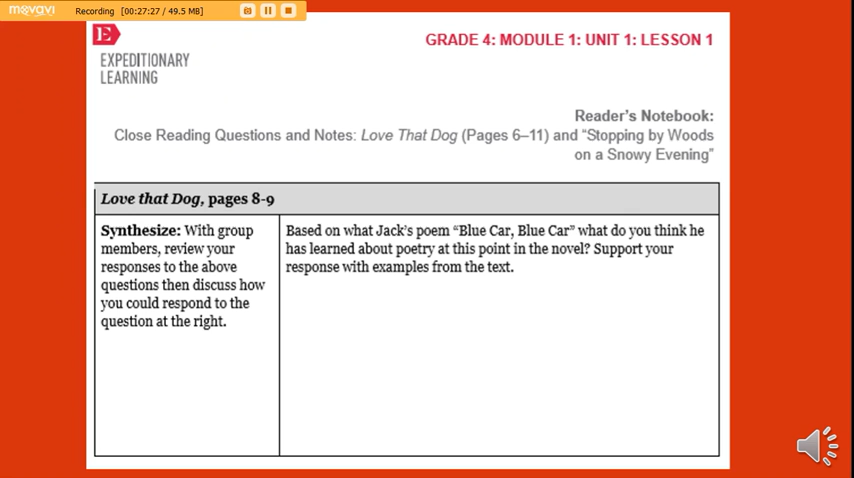 movavi Recording [00:27:27 / 49.5 MB]
E
EXPEDITIONARY
LEARNING
GRADE 4: MODULE 1: UNIT 1: LESSON 1
Reader's Notebook:
Close Reading Questions and Notes: Love That Dog (Pages 6–11) and “Stopping by Woods
on a Snowy Evening”
Love that Dog, pages 8-9
Synthesize: With group
members, review your
responses to the above
questions then discuss how
you could respond to the
question at the right.
Based on what Jack’s poem “Blue Car, Blue Car” what do you think he
has learned about poetry at this point in the novel? Support your
response with examples from the text.